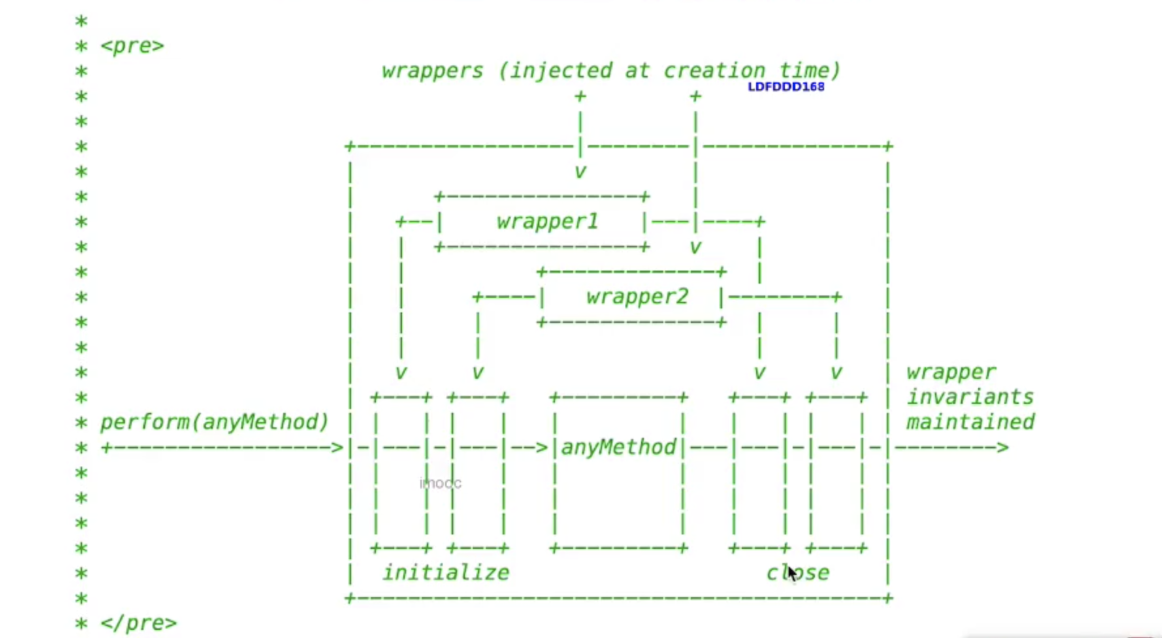 *
* <pre>
* wrappers (injected at creation time)
LDFDDD168
* + +
* | |
* +-----------------|--------|---------------+
* | v | |
* | +----------------+ | |
* | +--| wrapper1 |---|----+ |
* | | +----------------+ v | |
* | | +--------------+ | |
* | | +----| wrapper2 |--------+ |
* | | | +--------------+ | | |
* | | | | | |
* | v v v v | wrapper
* | +----+ +----+ +----------+ +----+ +----+ | invariants
* perform(anyMethod) | | | | | | | | | | | | maintained
* +------------------>|-|---|-|---|-->|anyMethod|---|---|-|---|-|-------->
imooc
* | | | | | | | | | | | |
* | | | | | | | | | | | |
* | | | | | | | | | | | |
* | +----+ +----+ +----------+ +----+ +----+ |
* | initialize close |
* +------------------------------------------+
* </pre>